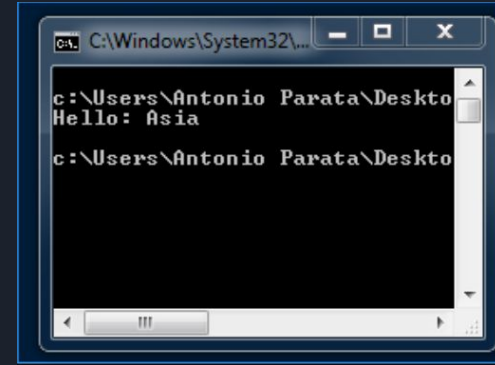 C:\Windows\System32\...
c:\Users\Antonio Parata\Deskto
Hello: Asia
c:\Users\Antonio Parata\Deskto